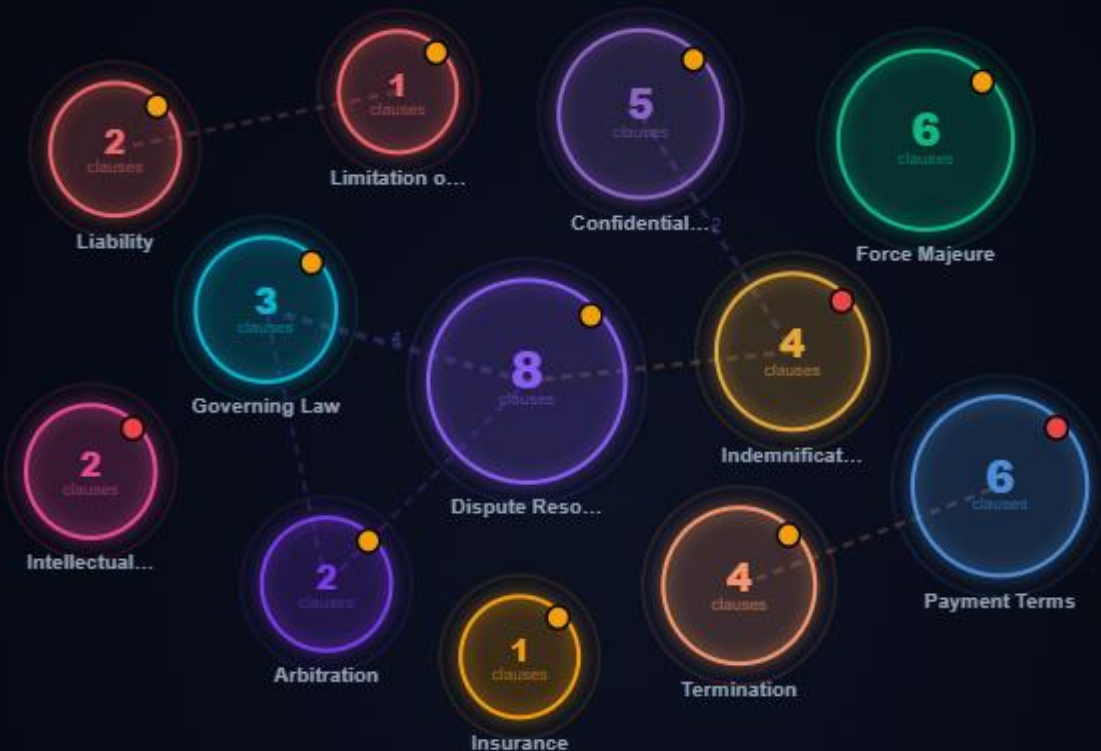 2
clauses
Liability
1
clauses
Limitation o...
5
clauses
Confidential...
2
6
clauses
Force Majeure
3
clauses
Governing Law
8
clauses
Dispute Reso...
4
clauses
Indemnificat...
2
clauses
Intellectual...
2
clauses
Arbitration
1
clauses
Insurance
4
clauses
Termination
6
clauses
Payment Terms